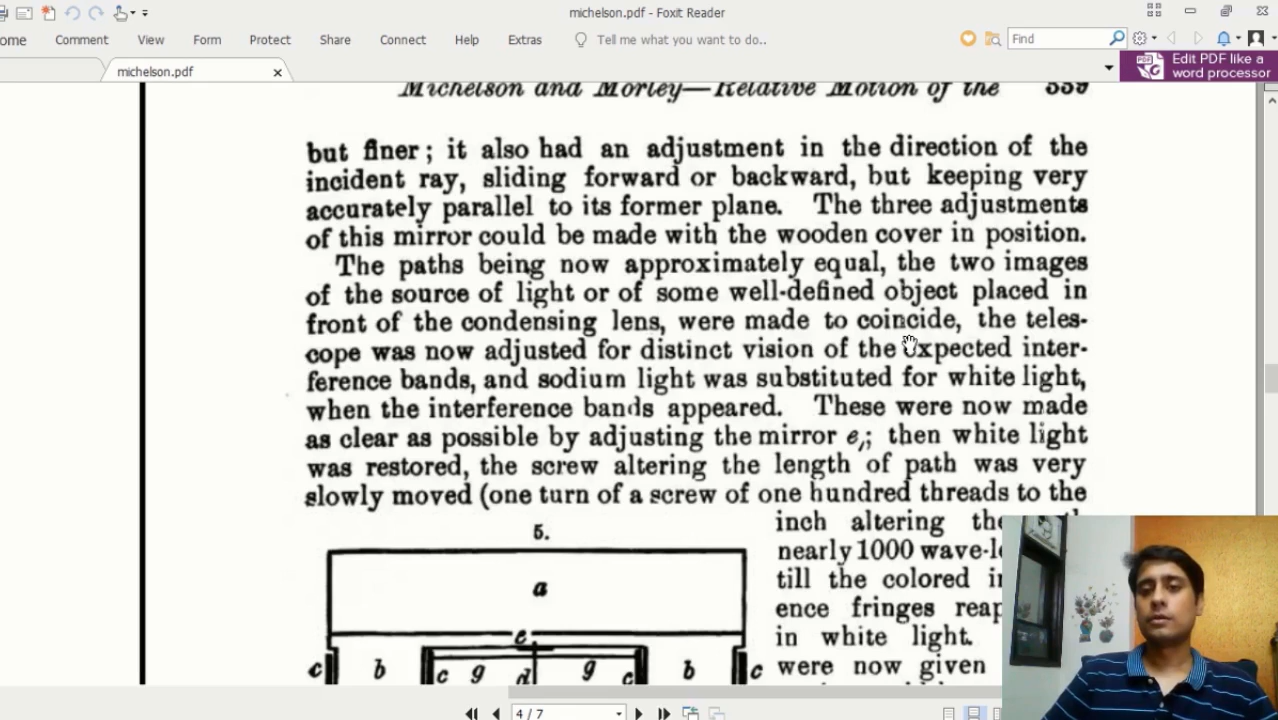 michelson.pdf - Foxit Reader
ome Comment View Form Protect Share Connect Help Extras Tell me what you want to do.. Find
michelson.pdf x
Edit PDF like a
word processor
Michelson and Morley—Relative Motion of the 339
but finer; it also had an adjustment in the direction of the
incident ray, sliding forward or backward, but keeping very
accurately parallel to its former plane. The three adjustments
of this mirror could be made with the wooden cover in position.
The paths being now approximately equal, the two images
of the source of light or of some well-defined object placed in
front of the condensing lens, were made to coincide, the teles-
cope was now adjusted for distinct vision of the expected inter-
ference bands, and sodium light was substituted for white light,
when the interference bands appeared. These were now made
as clear as possible by adjusting the mirror e,; then white light
was restored, the screw altering the length of path was very
slowly moved (one turn of a screw of one hundred threads to the
inch altering the
nearly 1000 wave-le
till the colored in
ence fringes reap
in white light.
were now given
5.
a
e
c b c g d g c b c
4 / 7